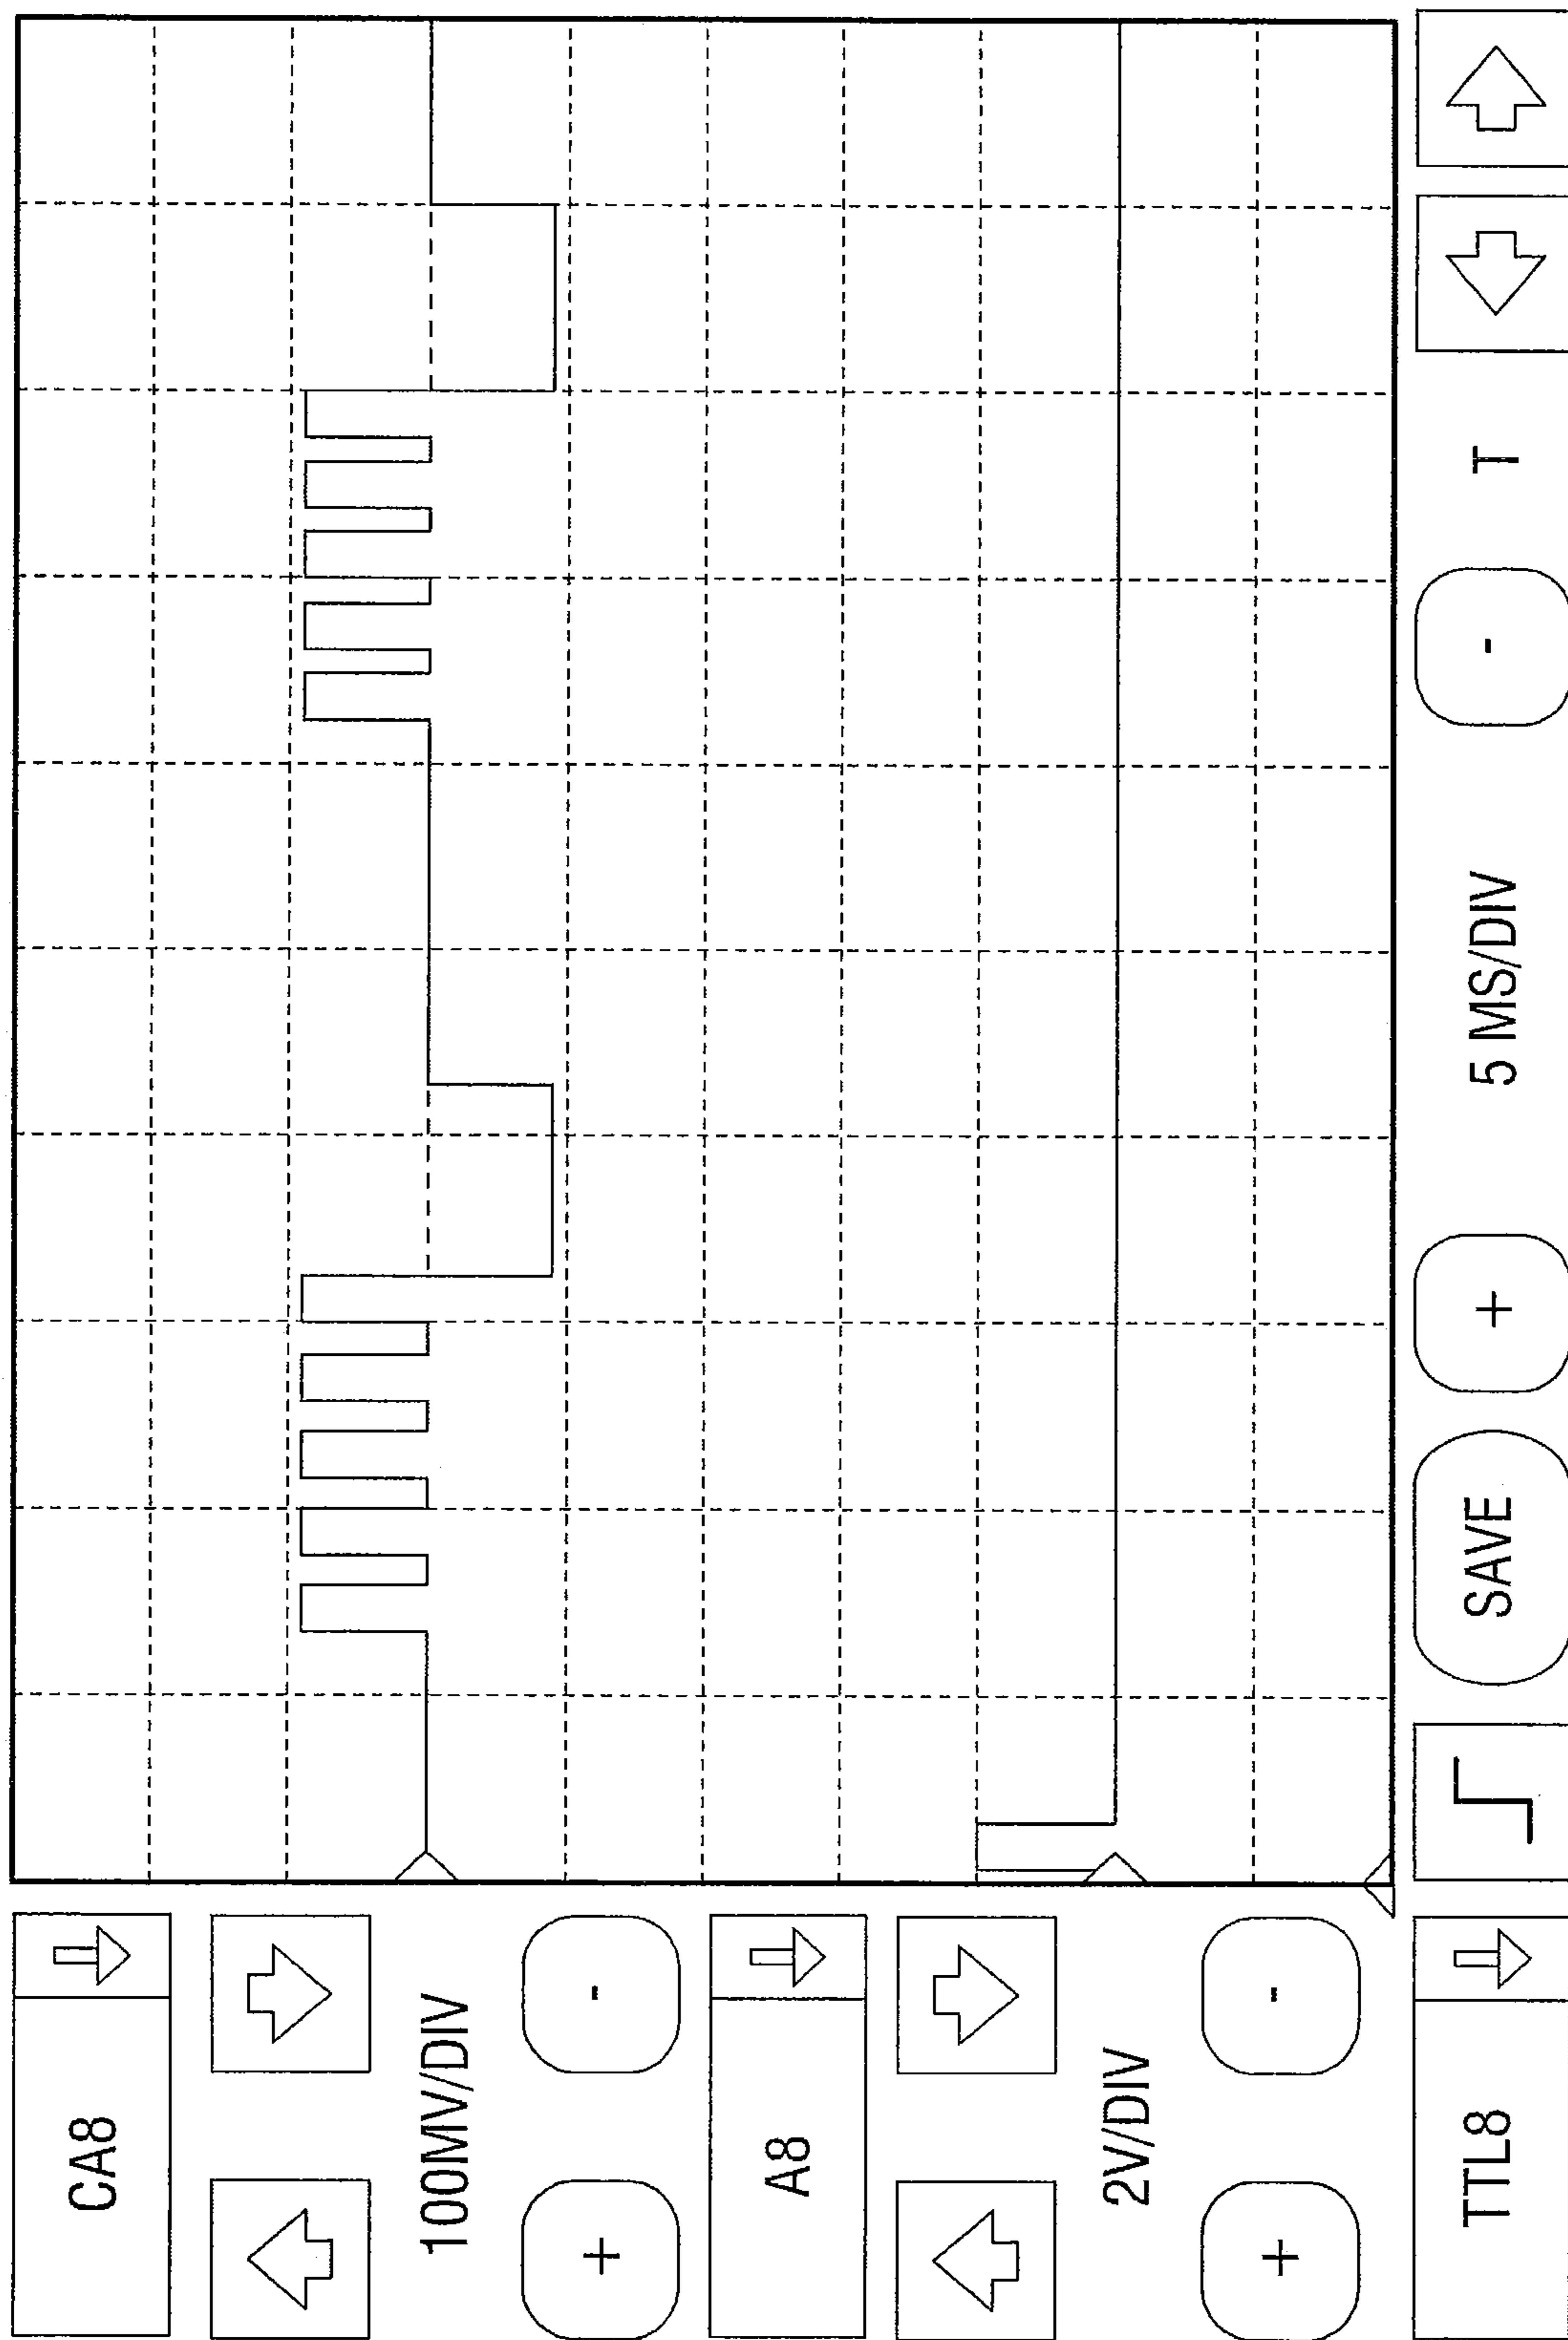 CA8
100MV/DIV
+ -
A8
2V/DIV
+ -
TTL8
SAVE
+
5 MS/DIV
-
T